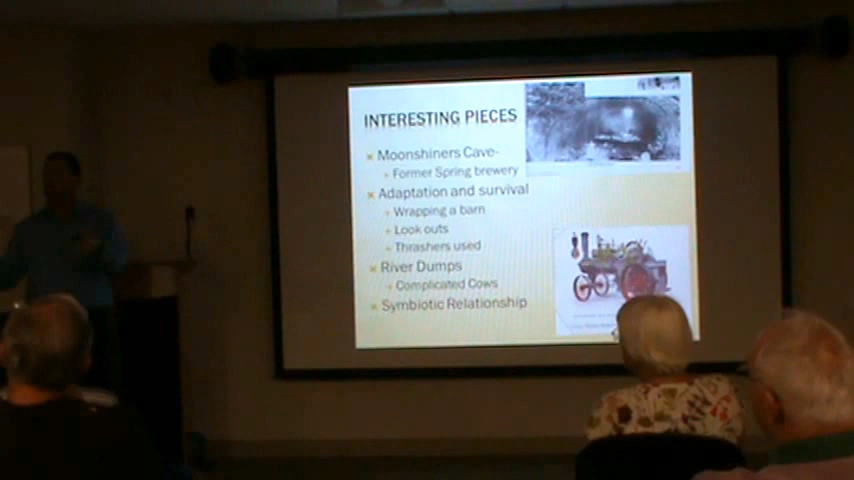 INTERESTING PIECES
Moonshiners Cave-
Former Spring brewery
Adaptation and survival
Wrapping a barn
Look outs
Thrashers used
River Dumps
Complicated Cows
Symbiotic Relationship